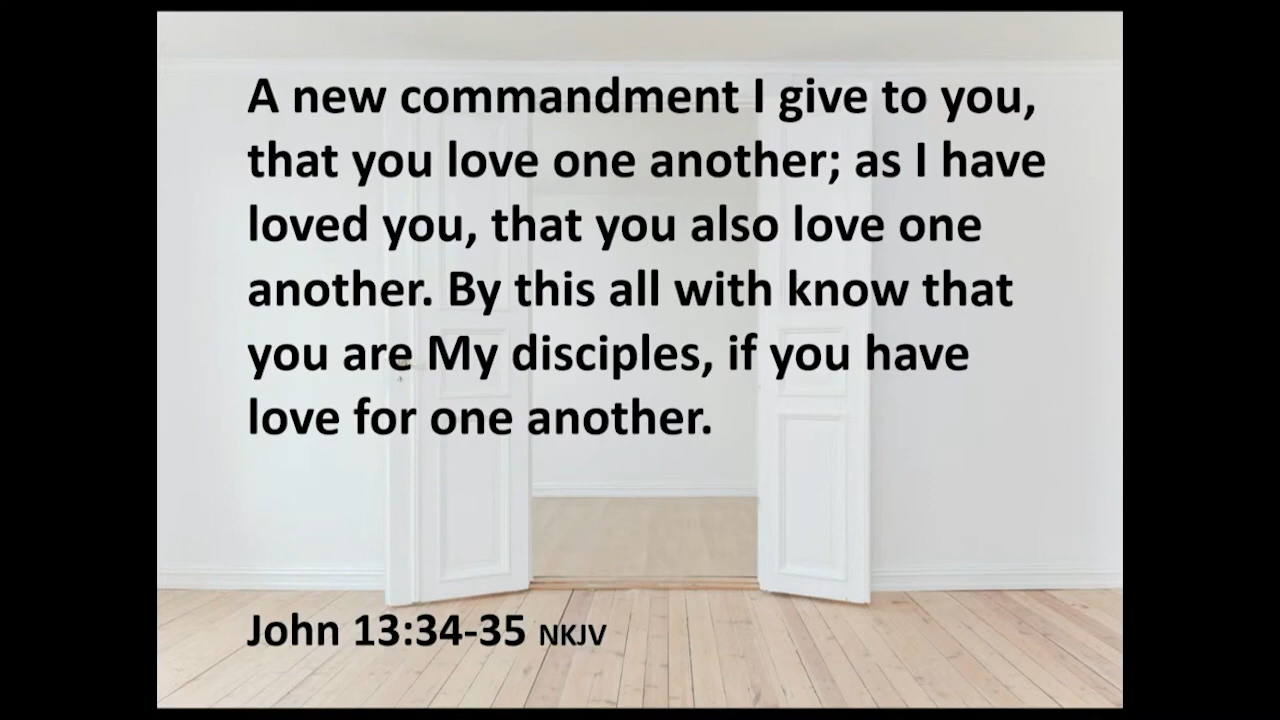 A new commandment I give to you,
that you love one another; as I have
loved you, that you also love one
another. By this all with know that
you are My disciples, if you have
love for one another.
John 13:34-35 NKJV